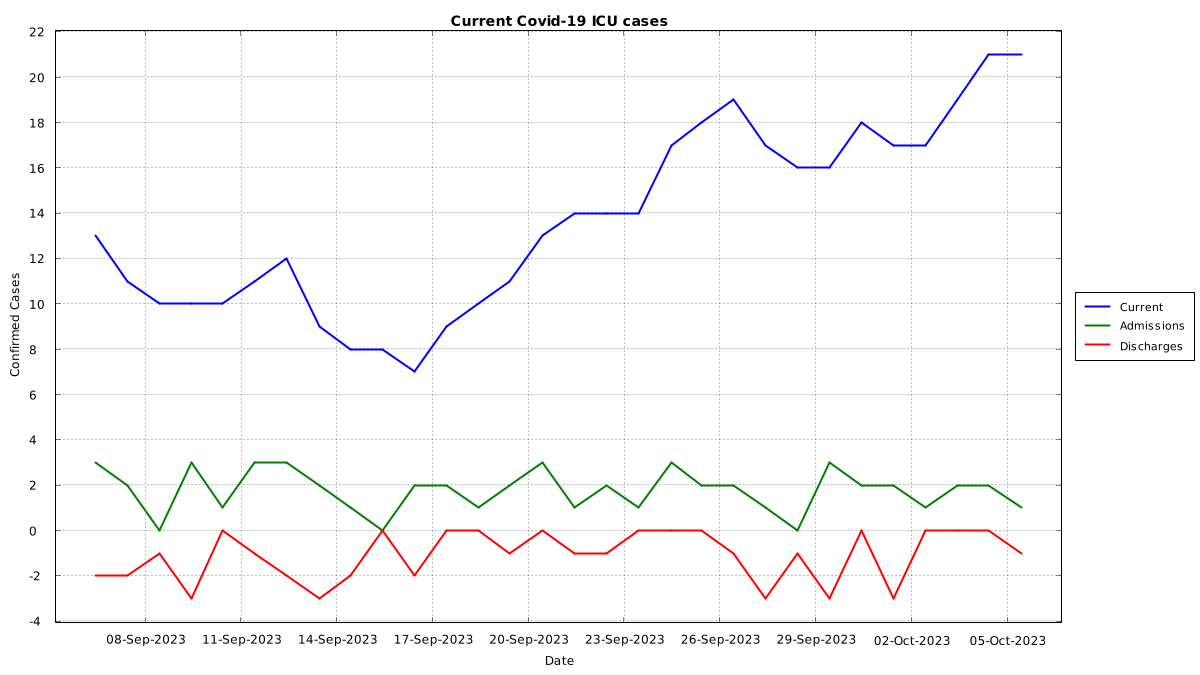 Current Covid-19 ICU cases
22
20
18
16
14
12
10
8
6
4
2
0
-2
-4
Confirmed Cases
08-Sep-2023 11-Sep-2023 14-Sep-2023 17-Sep-2023 20-Sep-2023 23-Sep-2023 26-Sep-2023 29-Sep-2023 02-Oct-2023 05-Oct-2023
Date
Current
Admissions
Discharges